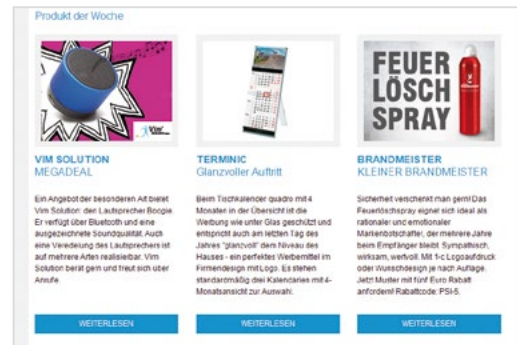 Produkt der Woche
Vim
FEUER
LÖSCH
SPRAY
VIM SOLUTION
MEGADEAL
Ein Angebot der besonderen Art bietet
Vim Solution: den Lautsprecher Boogie.
Er verfügt über Bluetooth und eine
ausgezeichnete Soundqualität. Auch
eine Veredelung des Lautsprechers ist
auf mehrere Arten realisierbar. Vim
Solution berät gern und freut sich über
Anrufe.
WEITERLESEN
TERMINIC
Glanzvoller Auftritt
Beim Tischkalender quadro mit 4
Monaten in der Übersicht ist die
Werbung wie unter Glas geschützt und
entspricht auch am letzten Tag des
Jahres "glanzvoll" dem Niveau des
Hauses - ein perfektes Werbemittel im
Firmendesign mit Logo. Es stehen
standardmäßig drei Kalendarien mit 4-
Monatsansicht zur Auswahl.
WEITERLESEN
BRANDMEISTER
KLEINER BRANDMEISTER
Sicherheit verschenkt man gern! Das
Feuerlöschspray eignet sich ideal als
rationaler und emotionaler
Markenbotschafter, der mehrere Jahre
beim Empfänger bleibt. Sympathisch,
wirksam, wertvoll. Mit 1-c Logoaufdruck
oder Wunschdesign je nach Auflage.
Jetzt Muster mit fünf Euro Rabatt
anfordern! Rabattcode: PSI-5.
WEITERLESEN